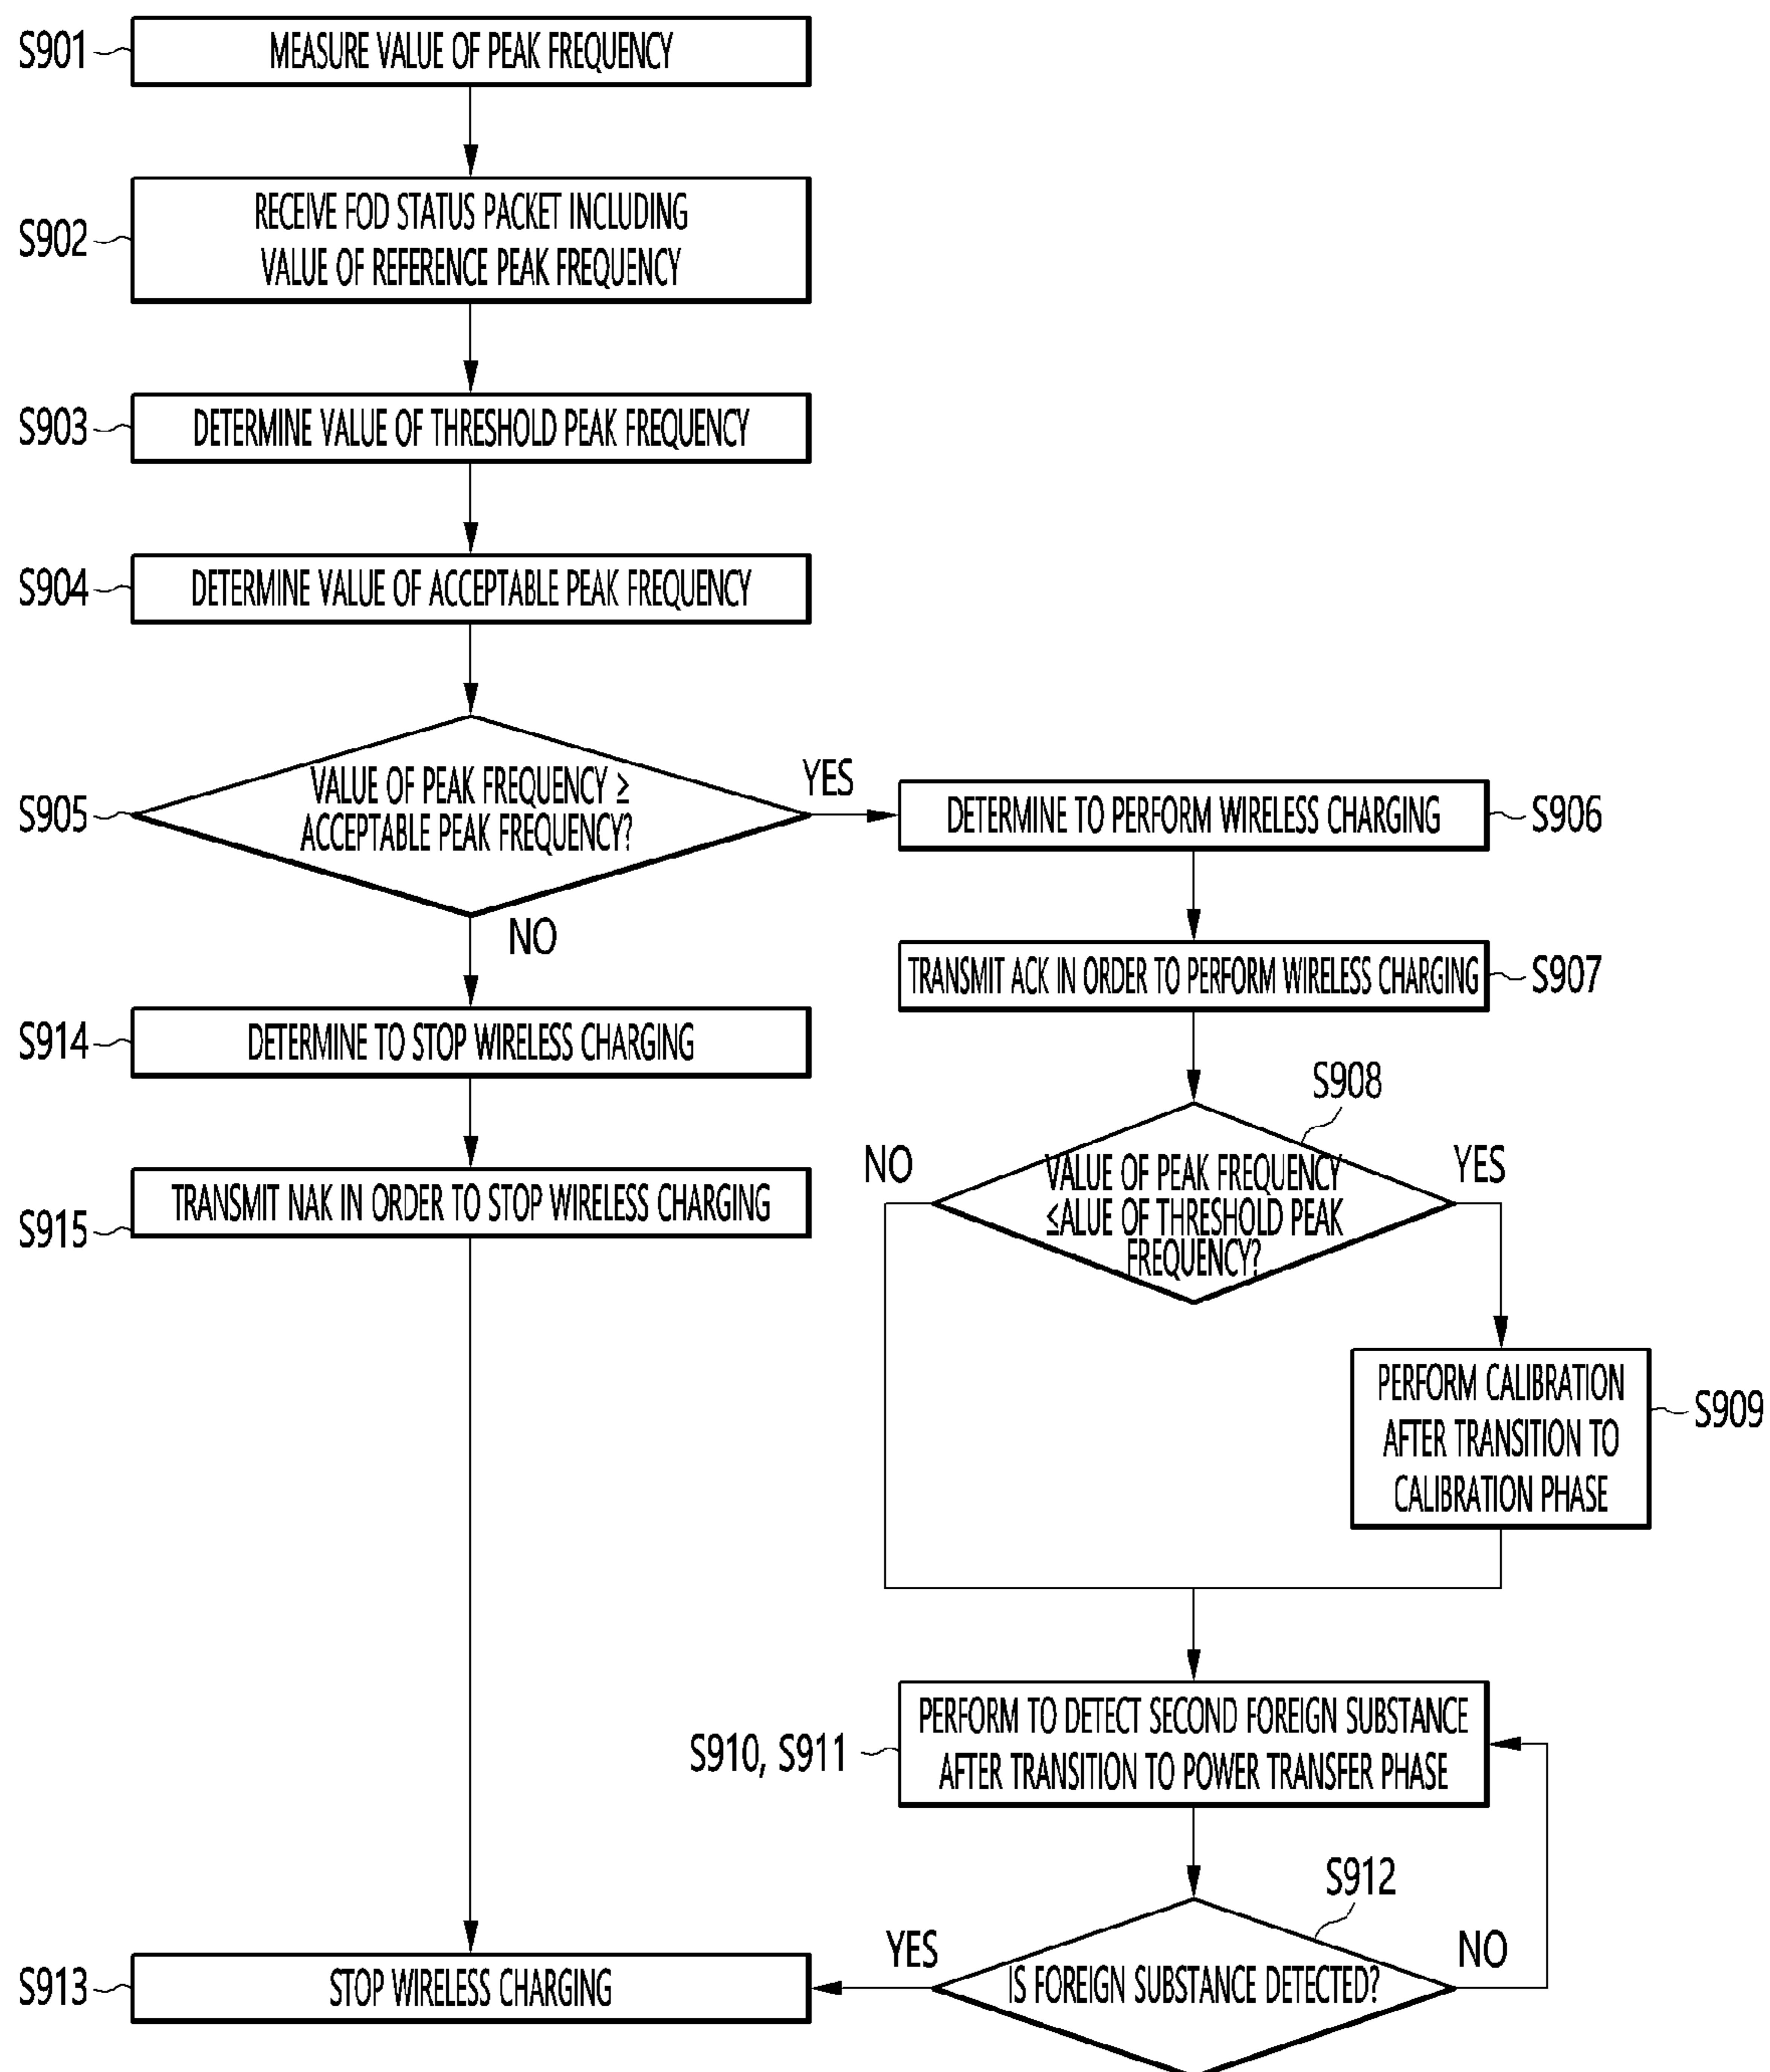 S901
MEASURE VALUE OF PEAK FREQUENCY
S902
RECEIVE FOD STATUS PACKET INCLUDING
VALUE OF REFERENCE PEAK FREQUENCY
S903
DETERMINE VALUE OF THRESHOLD PEAK FREQUENCY
S904
DETERMINE VALUE OF ACCEPTABLE PEAK FREQUENCY
S905
VALUE OF PEAK FREQUENCY ≥
ACCEPTABLE PEAK FREQUENCY?
YES
NO
DETERMINE TO PERFORM WIRELESS CHARGING
S906
TRANSMIT ACK IN ORDER TO PERFORM WIRELESS CHARGING
S907
S914
DETERMINE TO STOP WIRELESS CHARGING
S915
TRANSMIT NAK IN ORDER TO STOP WIRELESS CHARGING
S908
NO
VALUE OF PEAK FREQUENCY
≤ALUE OF THRESHOLD PEAK
FREQUENCY?
YES
PERFORM CALIBRATION
AFTER TRANSITION TO
CALIBRATION PHASE
S909
S910, S911
PERFORM TO DETECT SECOND FOREIGN SUBSTANCE
AFTER TRANSITION TO POWER TRANSFER PHASE
S912
YES
IS FOREIGN SUBSTANCE DETECTED?
NO
S913
STOP WIRELESS CHARGING